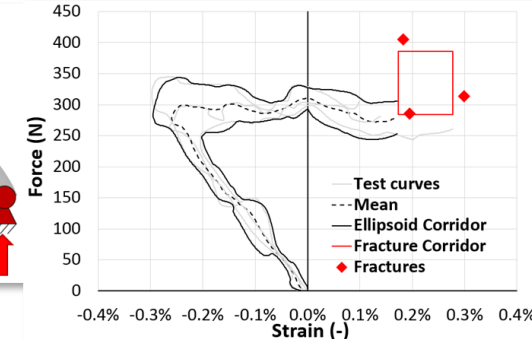 450
400
350
300
250
200
150
100
50
0
Force (N)
Test curves
Mean
Ellipsoid Corridor
Fracture Corridor
Fractures
-0.4% -0.3% -0.2% -0.1% 0.0% 0.1% 0.2% 0.3% 0.4%
Strain (-)